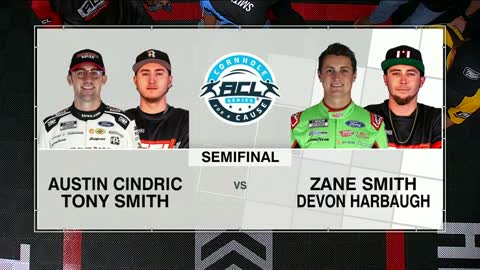 CORNHOLE
ACL
SERIES
FOR A CAUSE
SEMIFINAL
AUSTIN CINDRIC
TONY SMITH
VS
ZANE SMITH
DEVON HARBAUGH